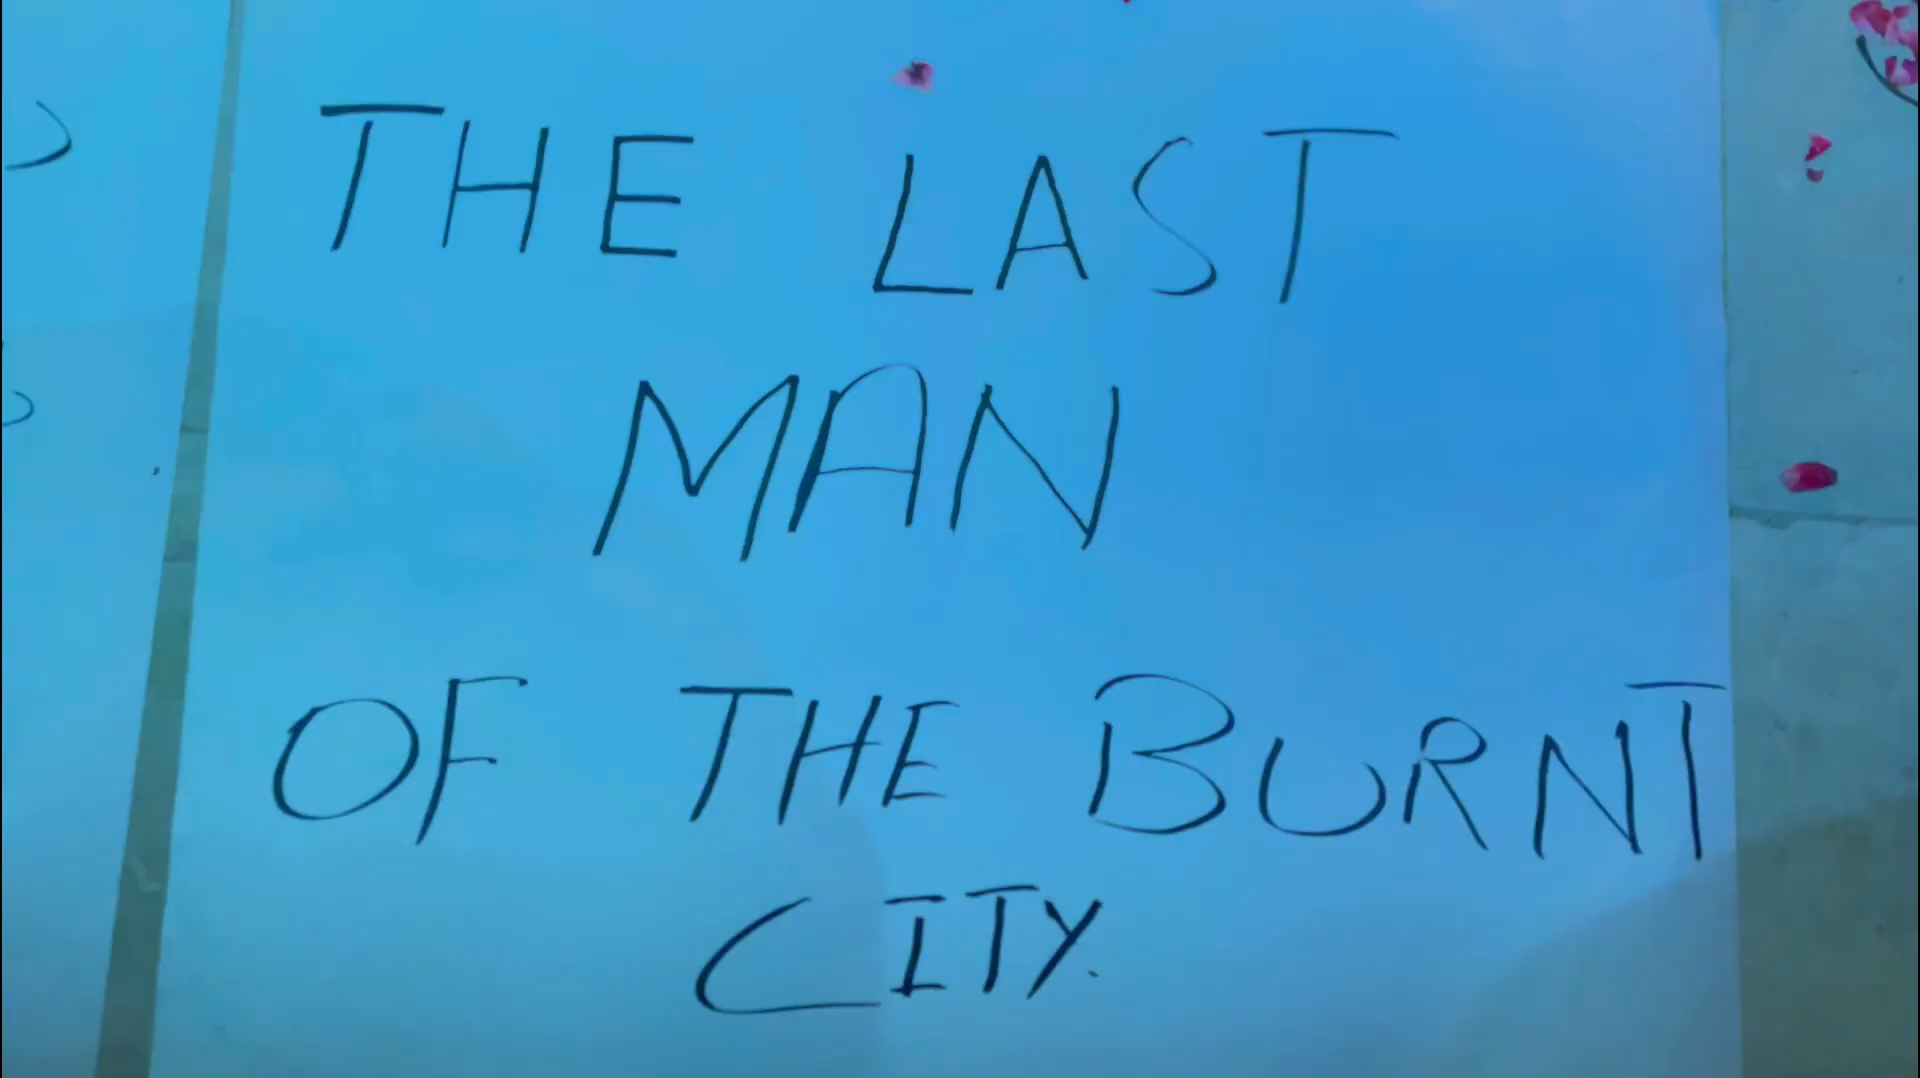 THE LAST
MAN
OF THE BURNT
CITY.